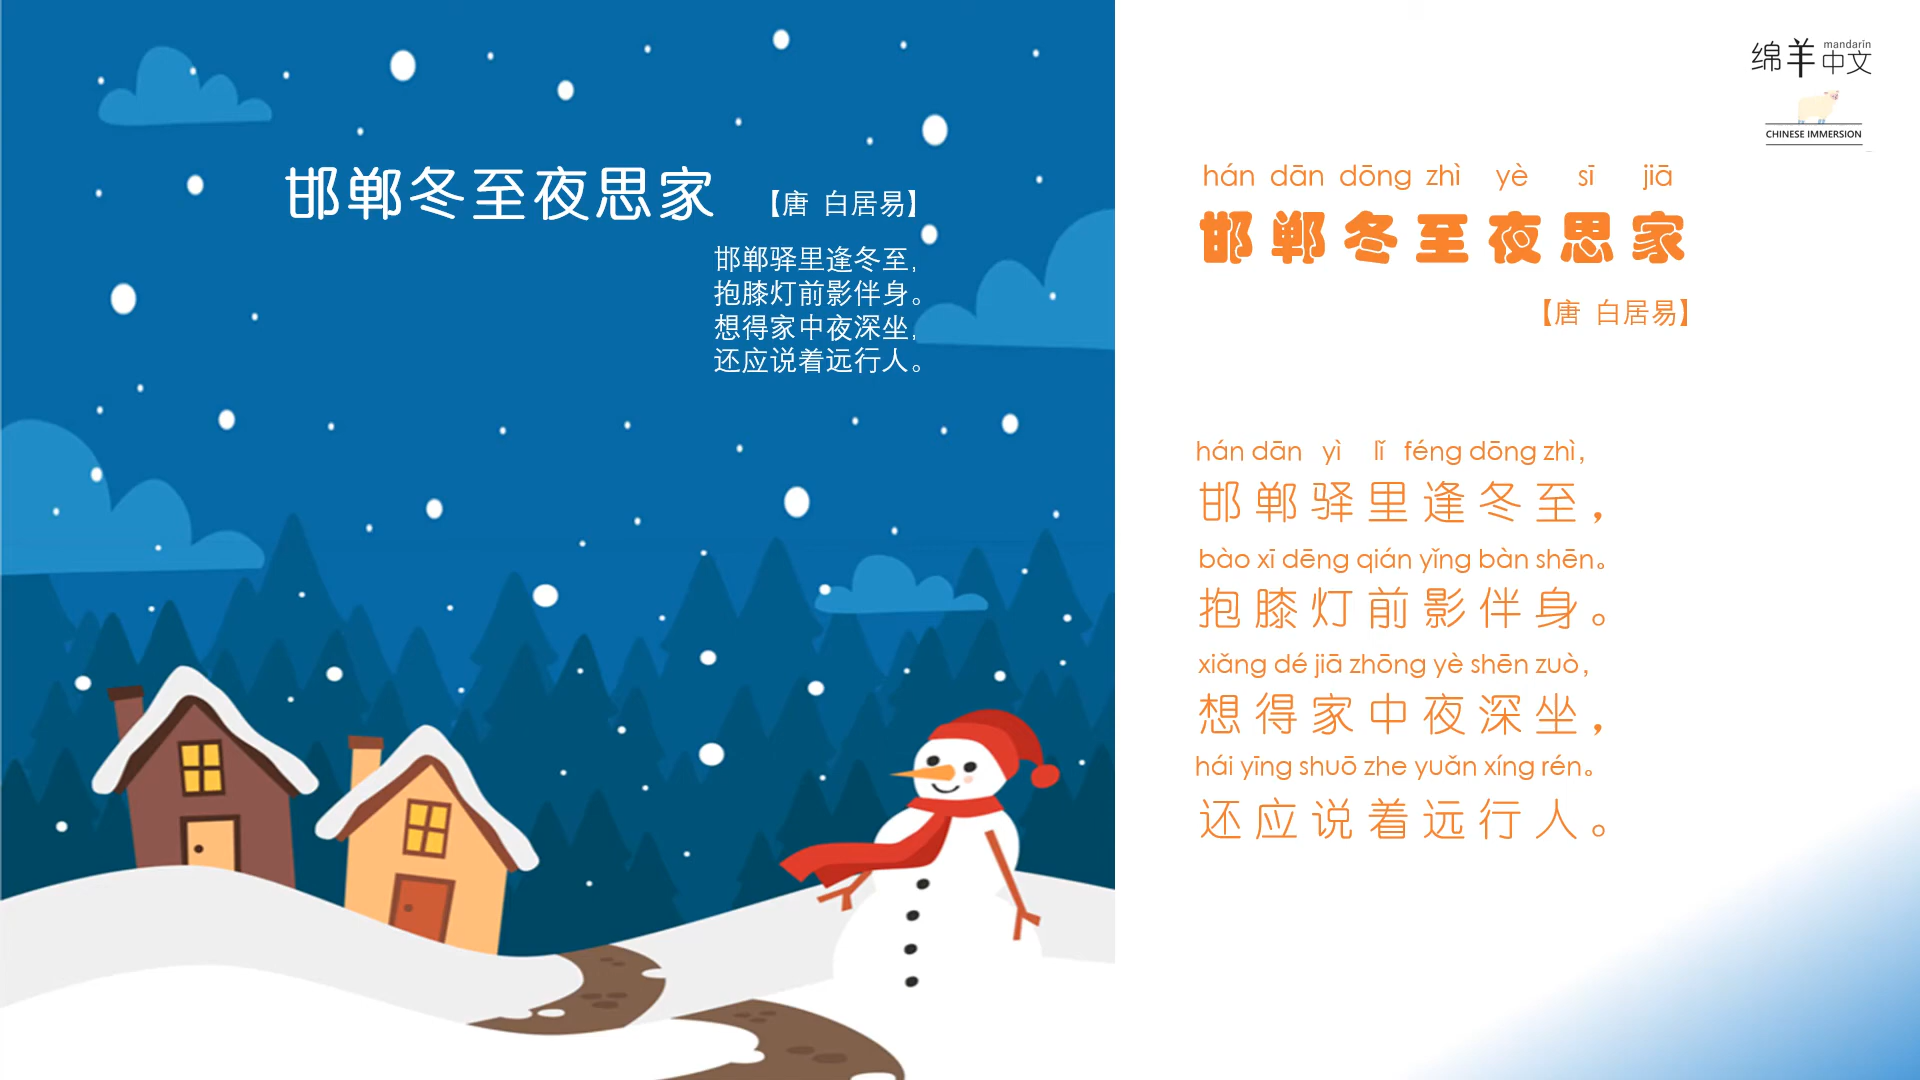 邯郸冬至夜思家 【唐 白居易】
邯郸驿里逢冬至,
抱膝灯前影伴身。
想得家中夜深坐,
还应说着远行人。
绵羊中文 mandarin
CHINESE IMMERSION
hán dān dōng zhì yè sī jiā
邯郸冬至夜思家
【唐 白居易】
hán dān yì lǐ féng dōng zhì,
邯郸驿里逢冬至，
bào xī dēng qián yǐng bàn shēn。
抱膝灯前影伴身。
xiǎng dé jiā zhōng yè shēn zuò,
想得家中夜深坐，
hái yīng shuō zhe yuǎn xíng rén。
还应说着远行人。